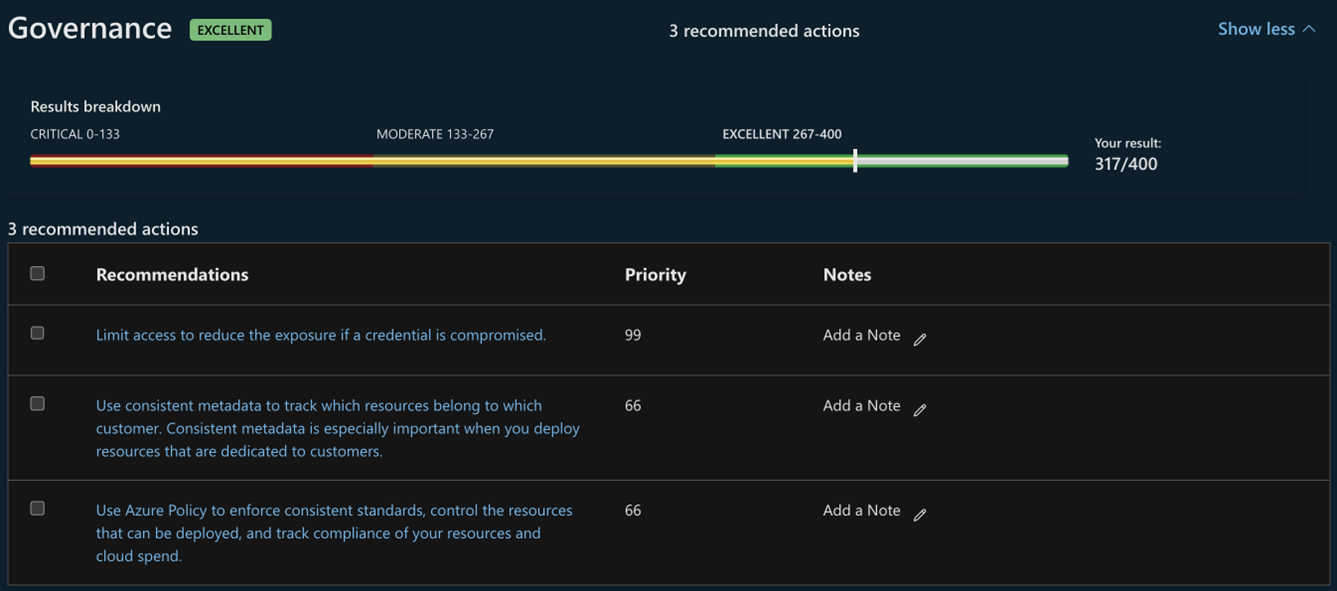 Governance EXCELLENT 3 recommended actions Show less
Results breakdown
CRITICAL 0-133 MODERATE 133-267 EXCELLENT 267-400
Your result:
317/400
3 recommended actions
Recommendations Priority Notes
Limit access to reduce the exposure if a credential is compromised. 99 Add a Note
Use consistent metadata to track which resources belong to which 66 Add a Note
customer. Consistent metadata is especially important when you deploy
resources that are dedicated to customers.
Use Azure Policy to enforce consistent standards, control the resources 66 Add a Note
that can be deployed, and track compliance of your resources and
cloud spend.